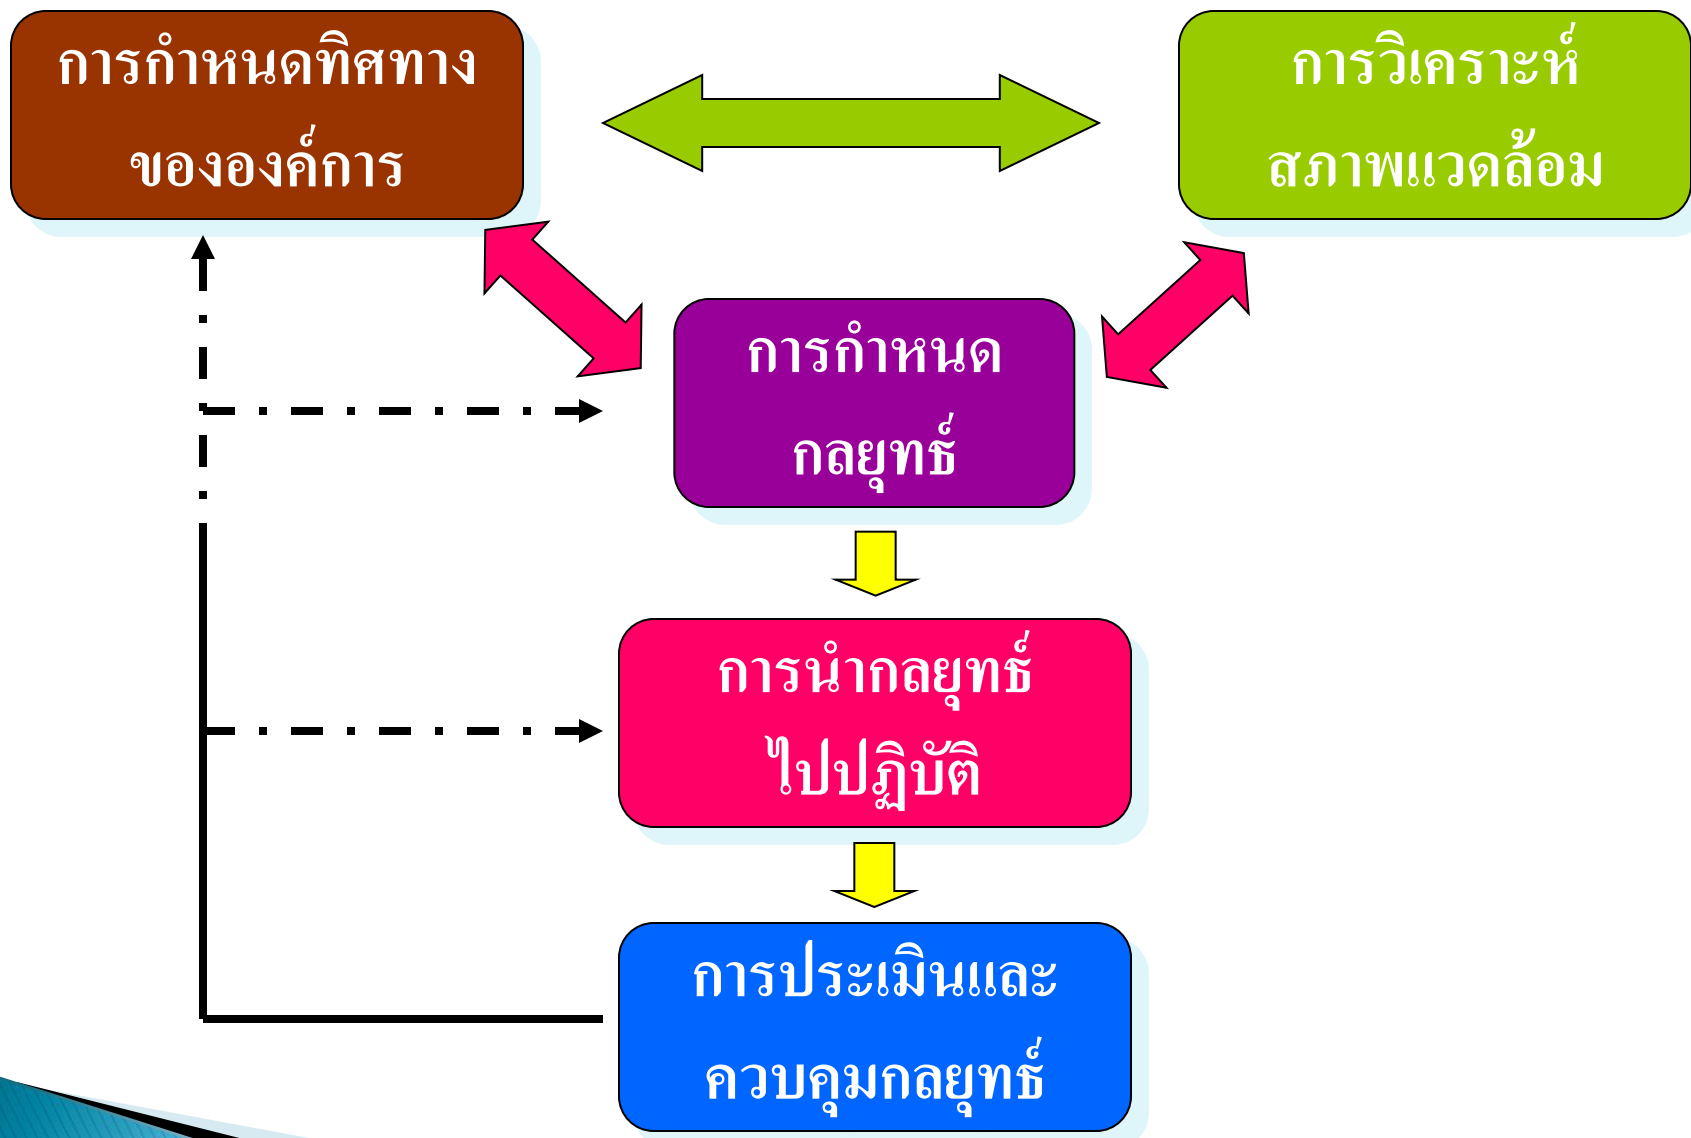 การกำหนดทิศทาง
ขององค์การ
การวิเคราะห์
สภาพแวดล้อม
การกำหนด
กลยุทธ์
การนำกลยุทธ์
ไปปฏิบัติ
การประเมินและ
ควบคุมกลยุทธ์